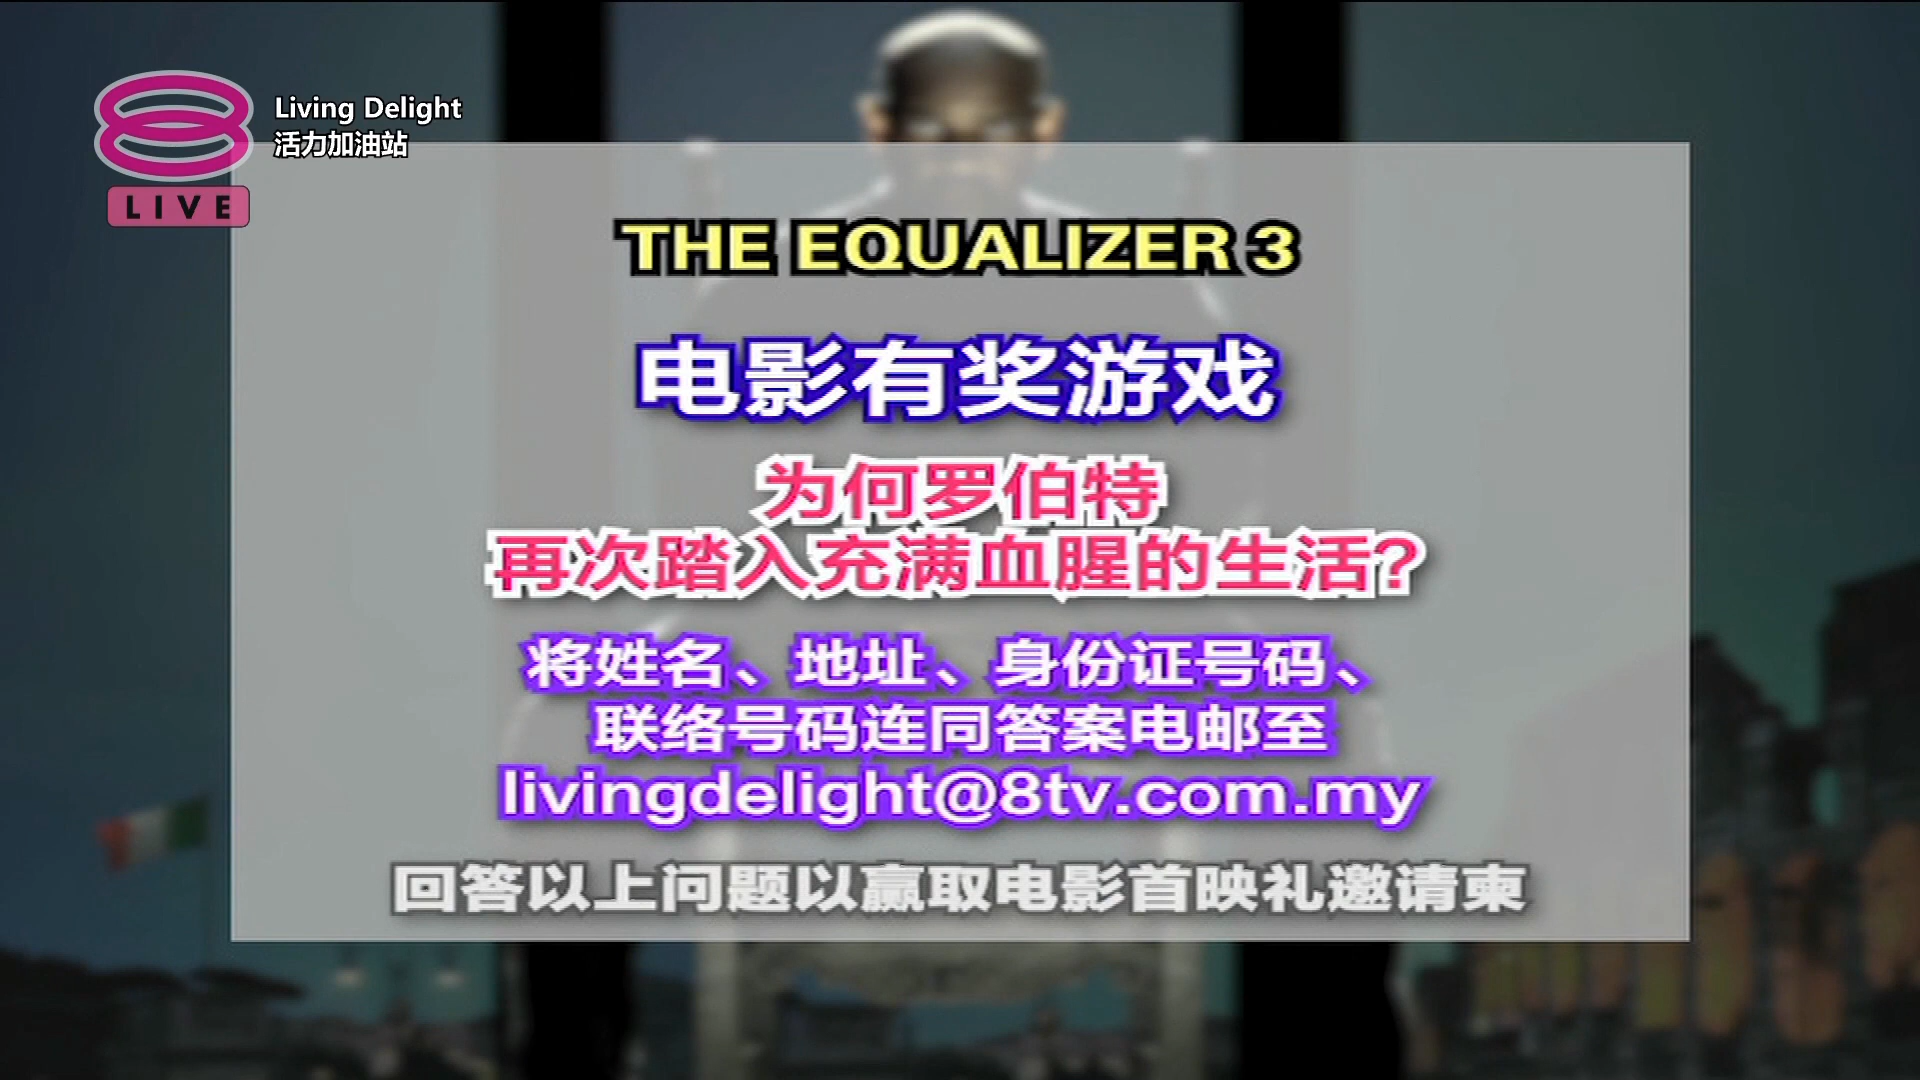 Living Delight
活力加油站
LIVE
THE EQUALIZER 3
电影有奖游戏
为何罗伯特
再次踏入充满血腥的生活?
将姓名、地址、身份证号码、
联络号码连同答案电邮至
livingdelight@8tv.com.my
回答以上问题以赢取电影首映礼邀请柬